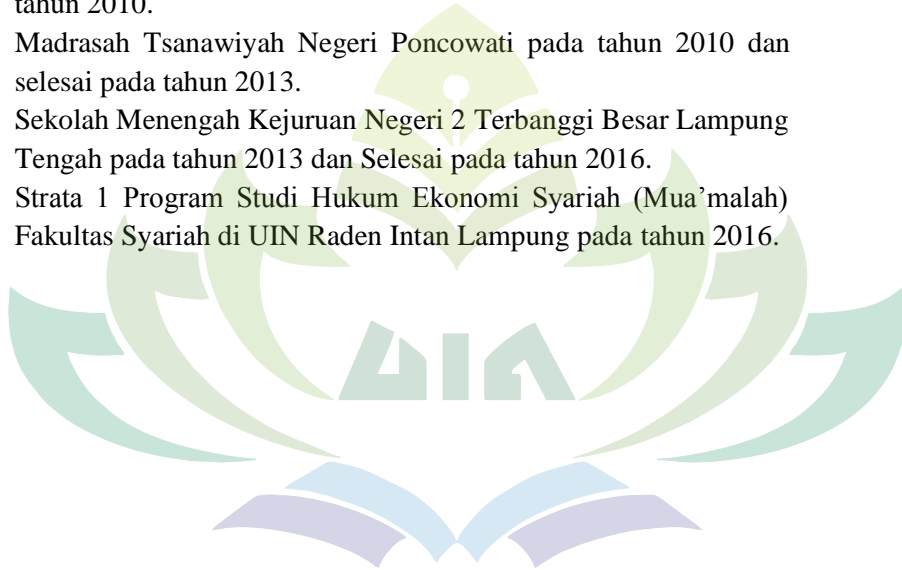 tahun 2010.
Madrasah Tsanawiyah Negeri Poncowati pada tahun 2010 dan
selesai pada tahun 2013.
Sekolah Menengah Kejuruan Negeri 2 Terbanggi Besar Lampung
Tengah pada tahun 2013 dan Selesai pada tahun 2016.
Strata 1 Program Studi Hukum Ekonomi Syariah (Mua’malah)
Fakultas Syariah di UIN Raden Intan Lampung pada tahun 2016.
UIN